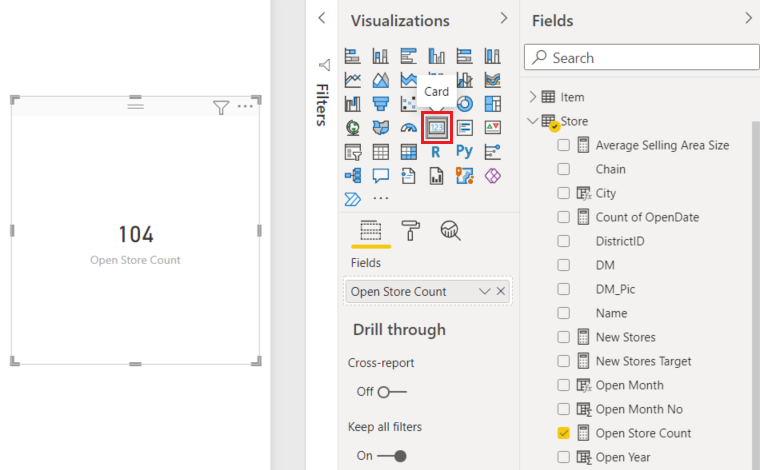 104
Open Store Count
Filters
Visualizations
Card
123
R
Py
Fields
Open Store Count
Drill through
Cross-report
Off
Keep all filters
On
Fields
Search
Item
Store
Average Selling Area Size
Chain
City
Count of OpenDate
DistrictID
DM
DM_Pic
Name
New Stores
New Stores Target
Open Month
Open Month No
Open Store Count
Open Year